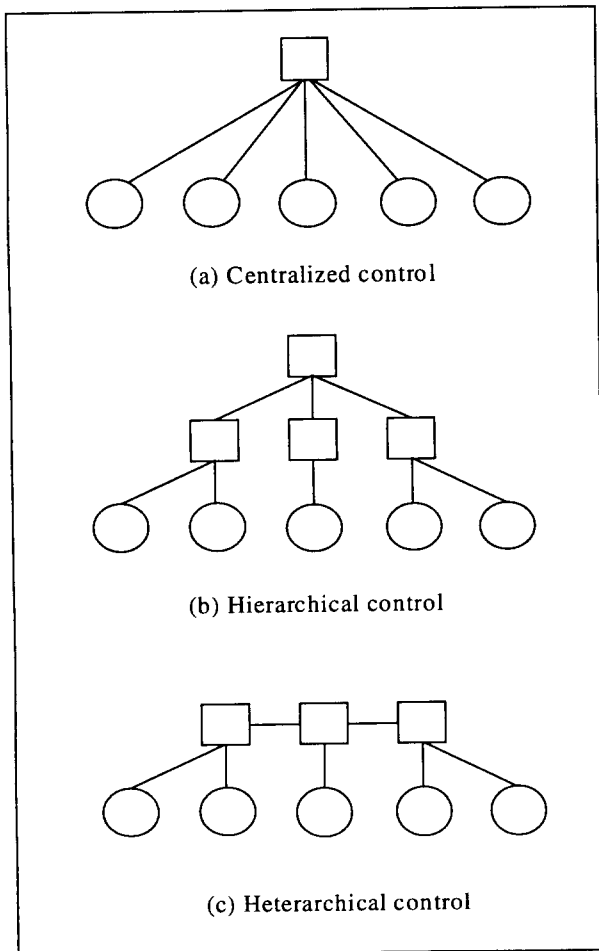 (a) Centralized control
(b) Hierarchical control
(c) Heterarchical control